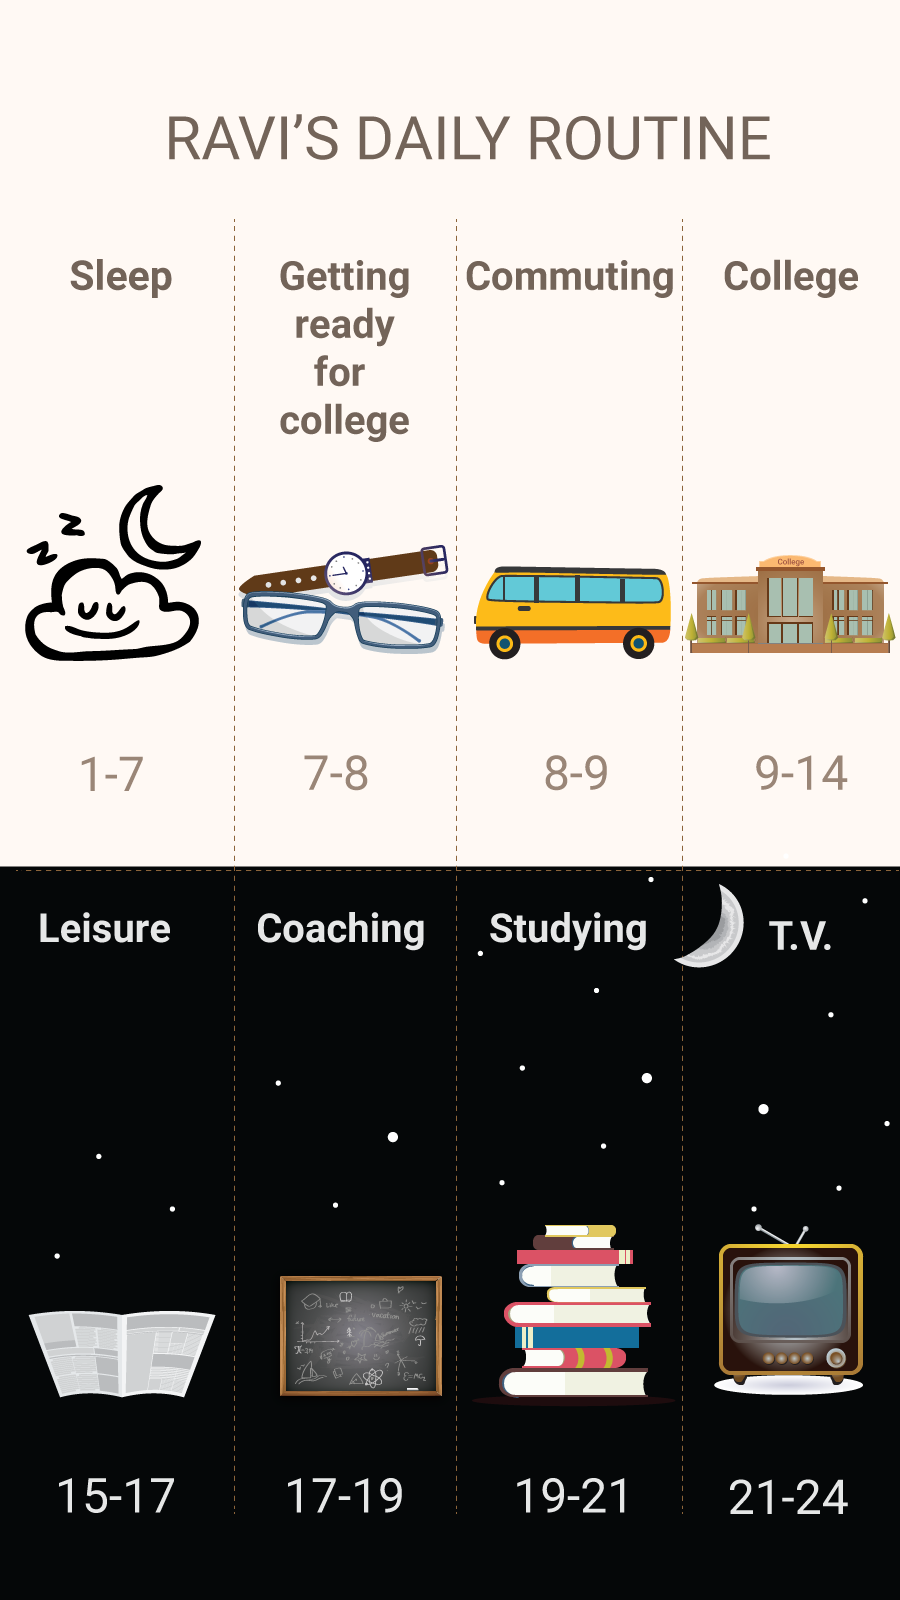 RAVI’S DAILY ROUTINE
Sleep
Getting
ready
for
college
Commuting
College
College
1-7
7-8
8-9
9-14
Leisure
Coaching
Studying
T.V.
vacation
15-17
17-19
19-21
21-24